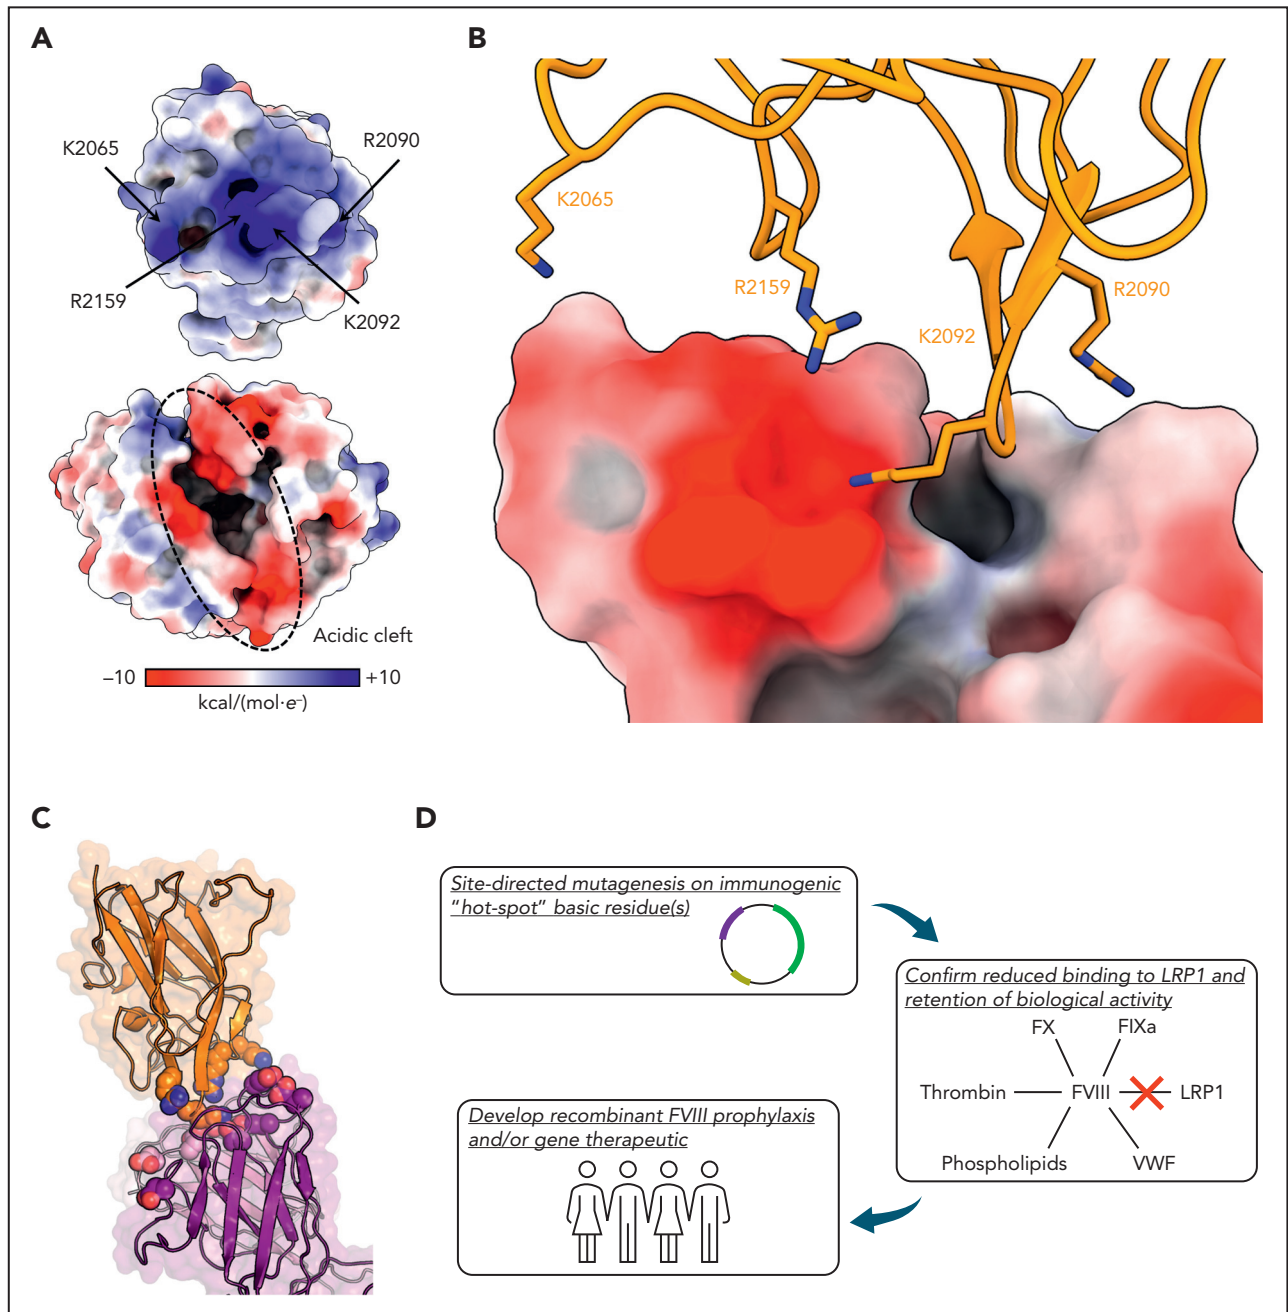 A
K2065
R2090
R2159
K2092
Acidic cleft
–10
+10
kcal/(mol·e–)
B
K2065
R2159
K2092
R2090
C
D
Site-directed mutagenesis on immunogenic
"hot-spot" basic residue(s)
Confirm reduced binding to LRP1 and
retention of biological activity
FX
FIXa
Thrombin
FVIII
LRP1
Phospholipids
VWF
Develop recombinant FVIII prophylaxis
and/or gene therapeutic